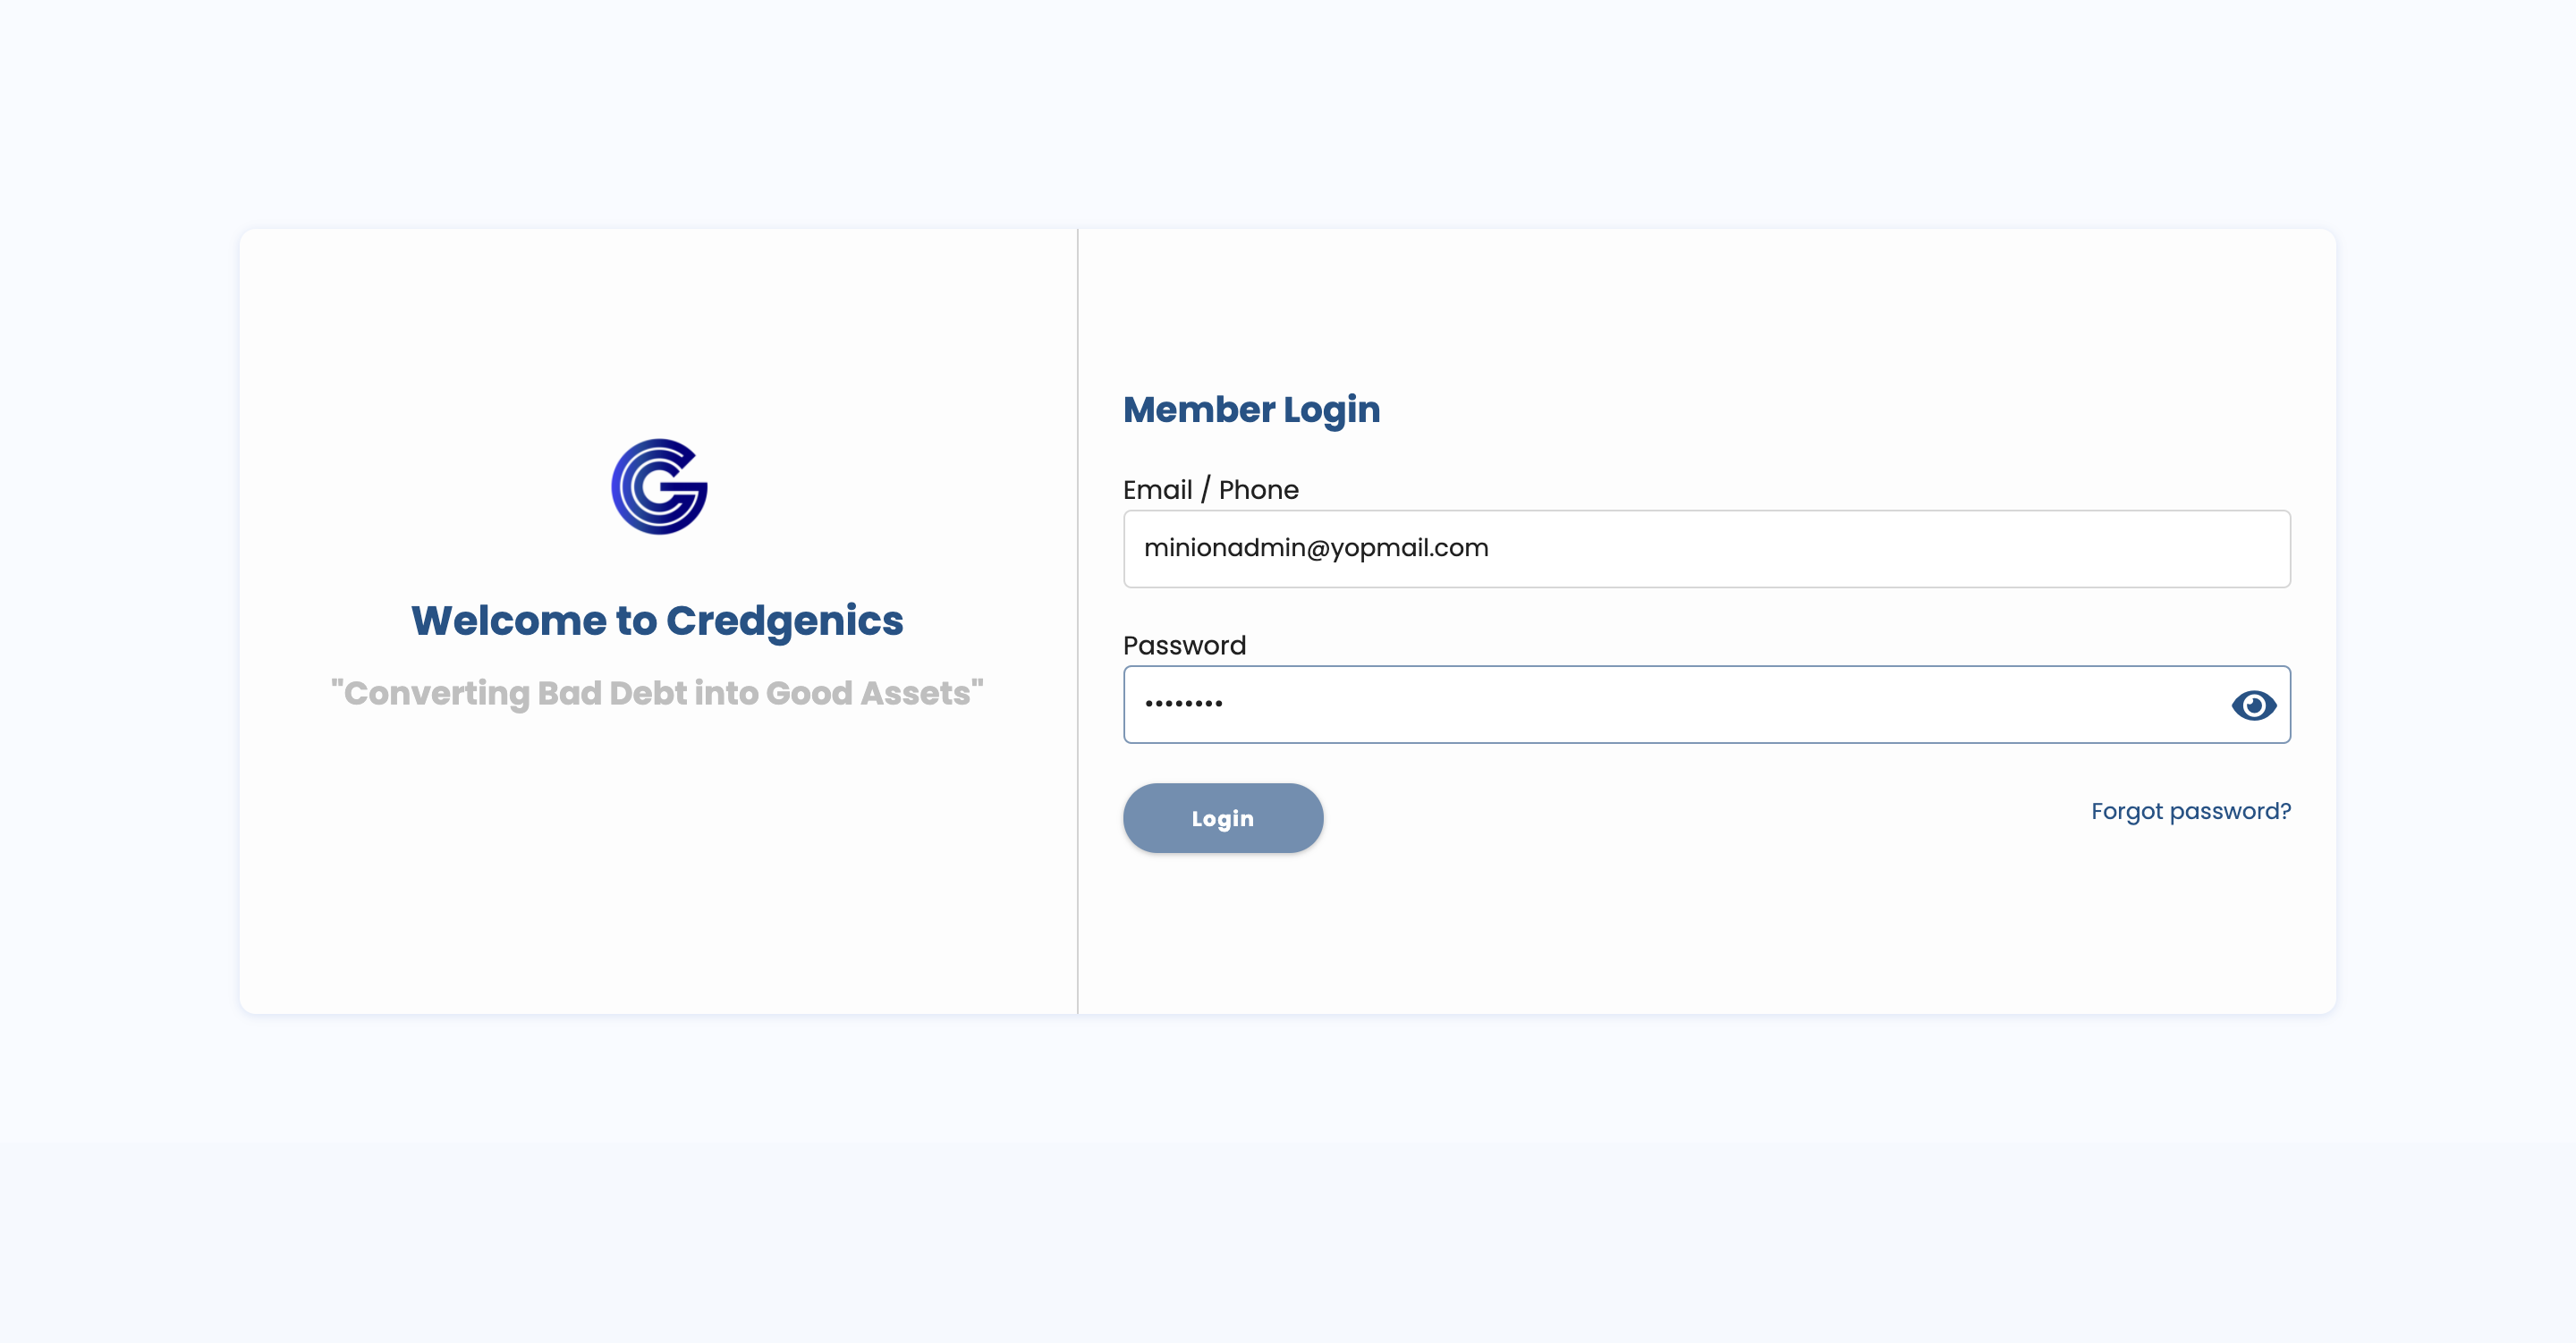 Welcome to Credgenics
"Converting Bad Debt into Good Assets"
Member Login
Email / Phone
minionadmin@yopmail.com
Password
••••••••
Login
Forgot password?